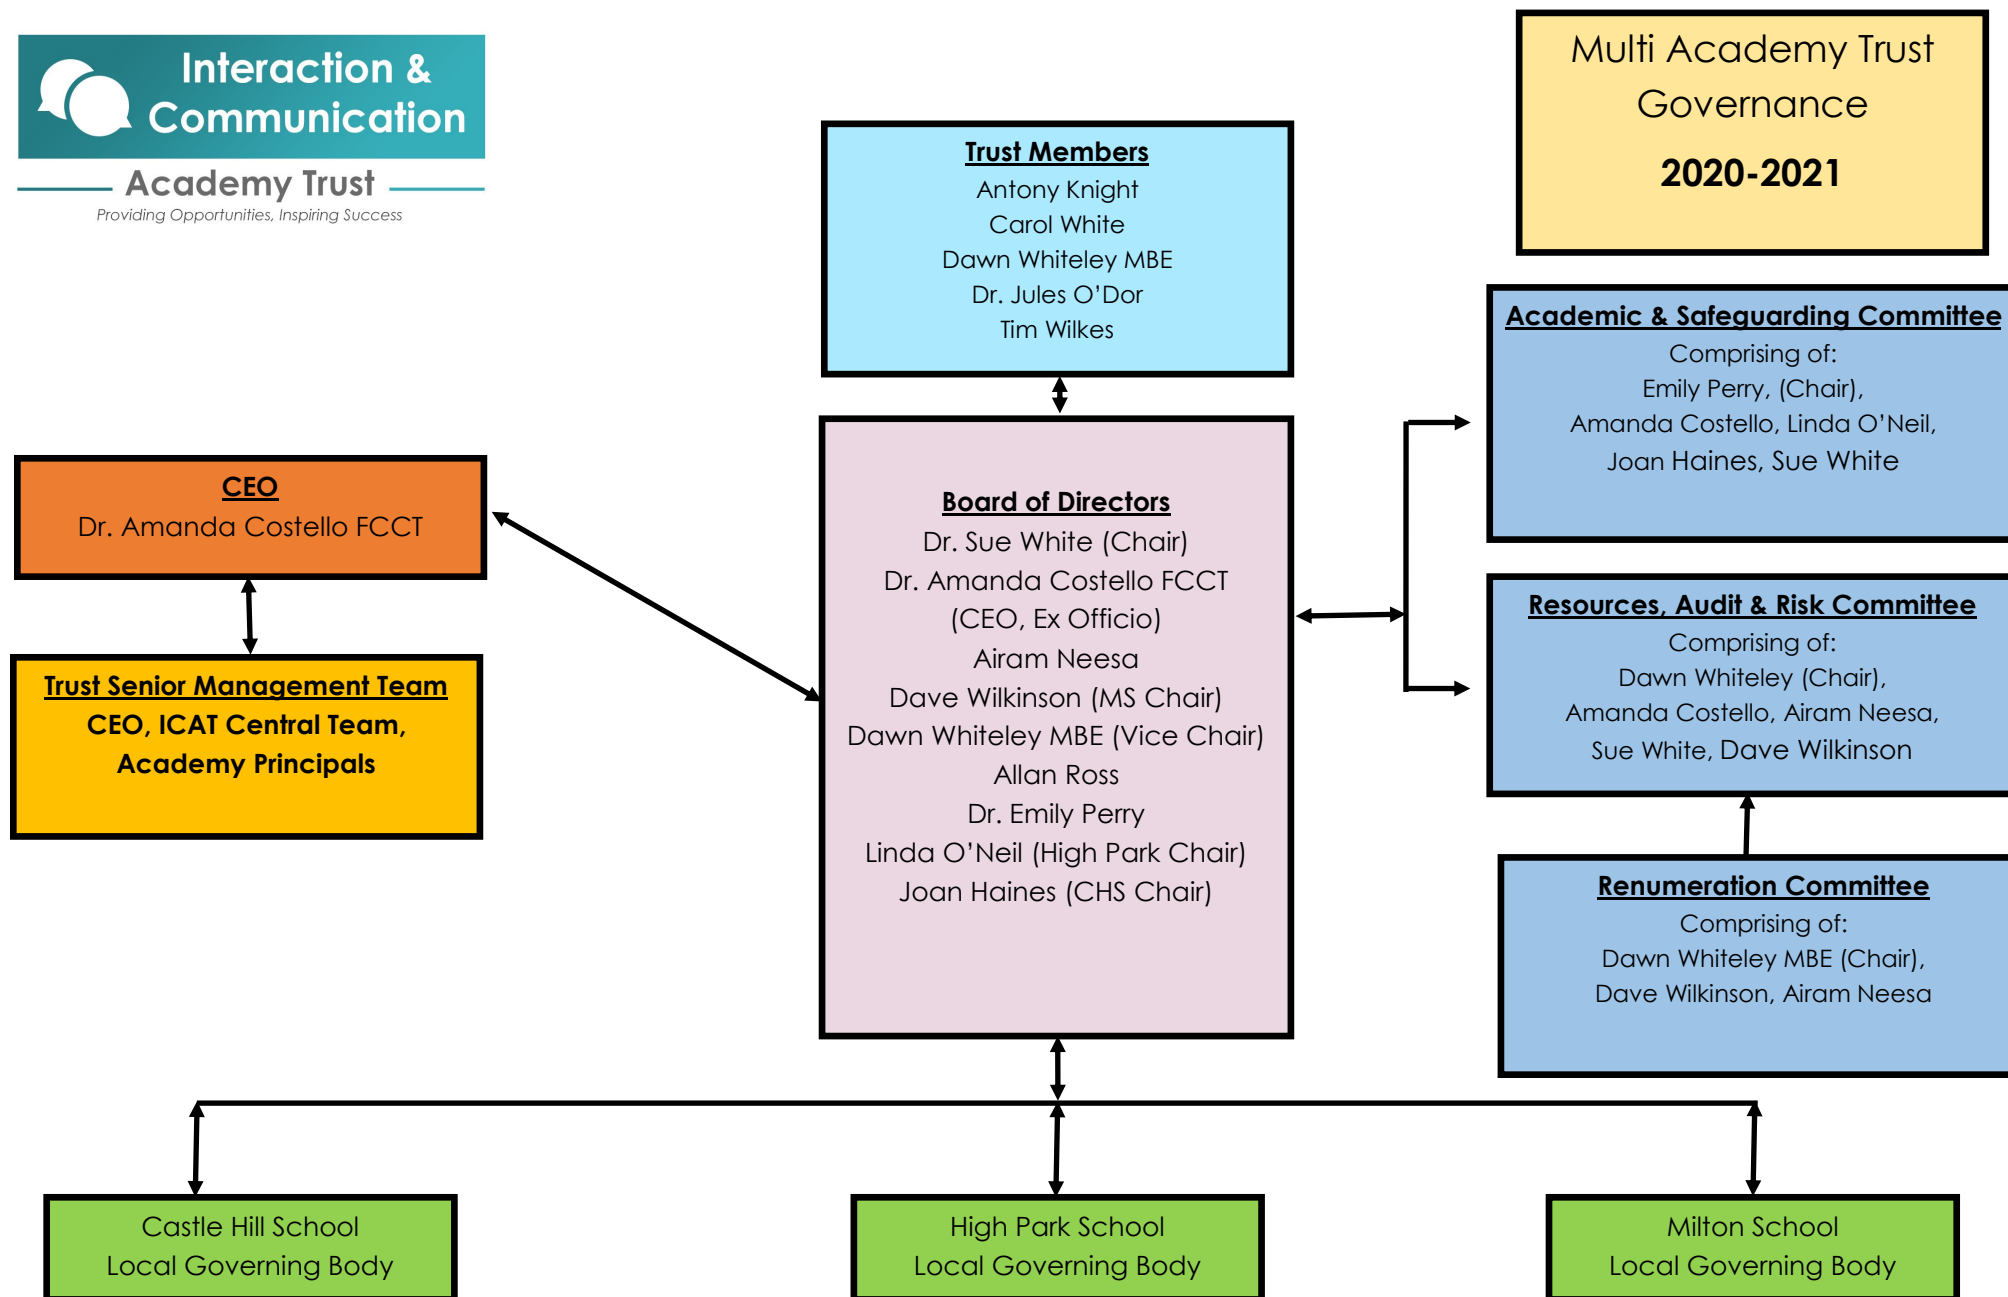 Interaction &
Communication
Academy Trust
Providing Opportunities, Inspiring Success
Multi Academy Trust
Governance
2020-2021
Trust Members
Antony Knight
Carol White
Dawn Whiteley MBE
Dr. Jules O’Dor
Tim Wilkes
Academic & Safeguarding Committee
Comprising of:
Emily Perry, (Chair),
Amanda Costello, Linda O’Neil,
Joan Haines, Sue White
CEO
Dr. Amanda Costello FCCT
Board of Directors
Dr. Sue White (Chair)
Dr. Amanda Costello FCCT
(CEO, Ex Officio)
Airam Neesa
Dave Wilkinson (MS Chair)
Dawn Whiteley MBE (Vice Chair)
Allan Ross
Dr. Emily Perry
Linda O’Neil (High Park Chair)
Joan Haines (CHS Chair)
Resources, Audit & Risk Committee
Comprising of:
Dawn Whiteley (Chair),
Amanda Costello, Airam Neesa,
Sue White, Dave Wilkinson
Trust Senior Management Team
CEO, ICAT Central Team,
Academy Principals
Renumeration Committee
Comprising of:
Dawn Whiteley MBE (Chair),
Dave Wilkinson, Airam Neesa
Castle Hill School
Local Governing Body
High Park School
Local Governing Body
Milton School
Local Governing Body